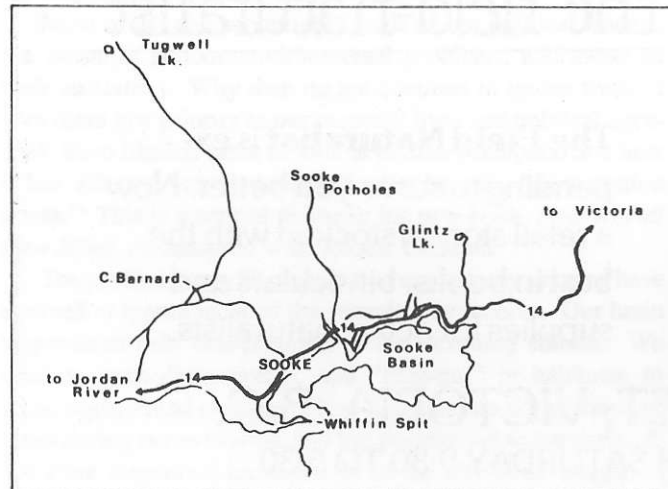 Tugwell
Lk.
Sooke
Potholes
to Victoria
Glintz
Lk.
C. Barnard
14
14
SOOKE
Sooke
Basin
14
to Jordan
River
Whiffin Spit